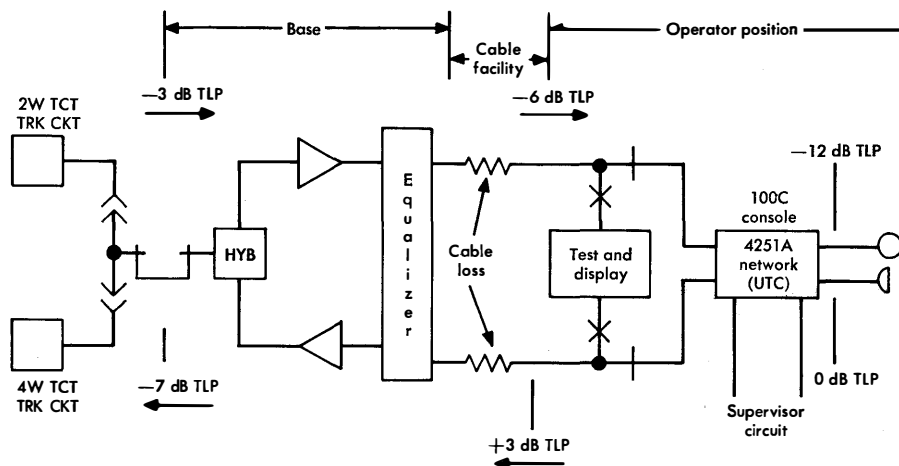 Base
Operator position
Cable
facility
−3 dB TLP
−6 dB TLP
2W TCT
TRK CKT
−12 dB TLP
100C
console
HYB
Equalizer
Cable
loss
Test and
display
4251A
network
(UTC)
4W TCT
TRK CKT
−7 dB TLP
0 dB TLP
Supervisor
circuit
+3 dB TLP